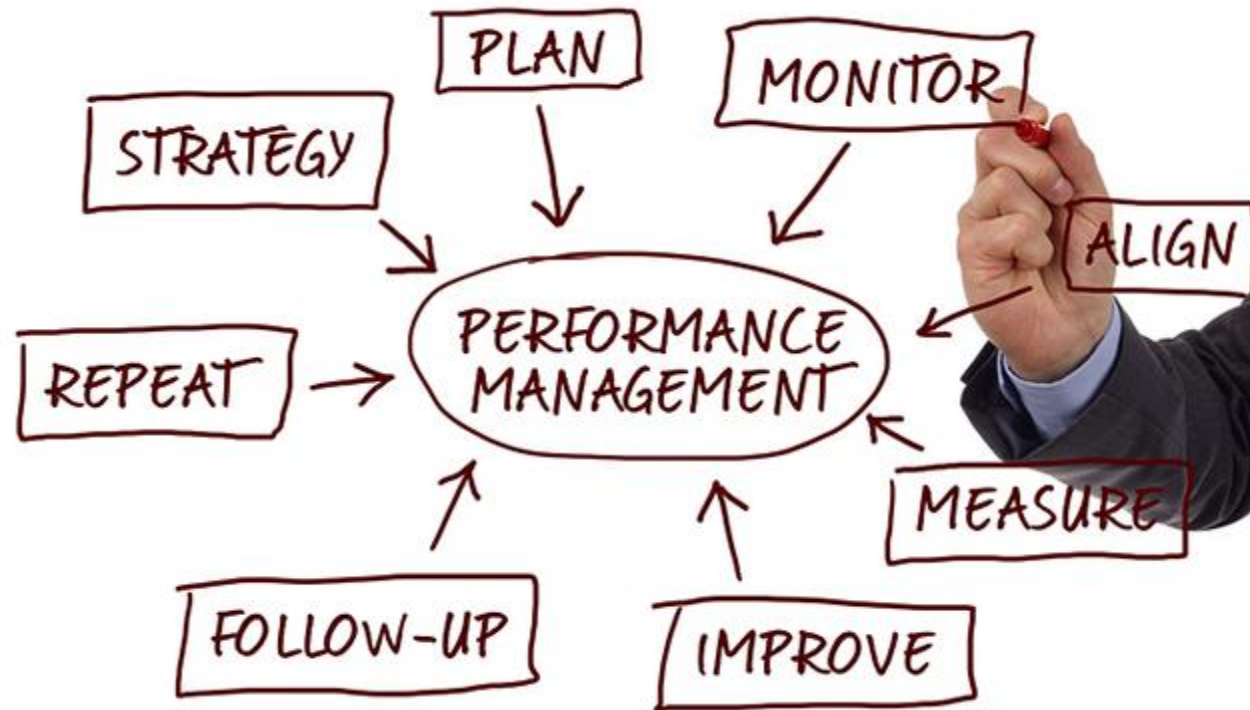 PLAN
MONITOR
STRATEGY
ALIGN
PERFORMANCE
MANAGEMENT
REPEAT
MEASURE
FOLLOW-UP
IMPROVE